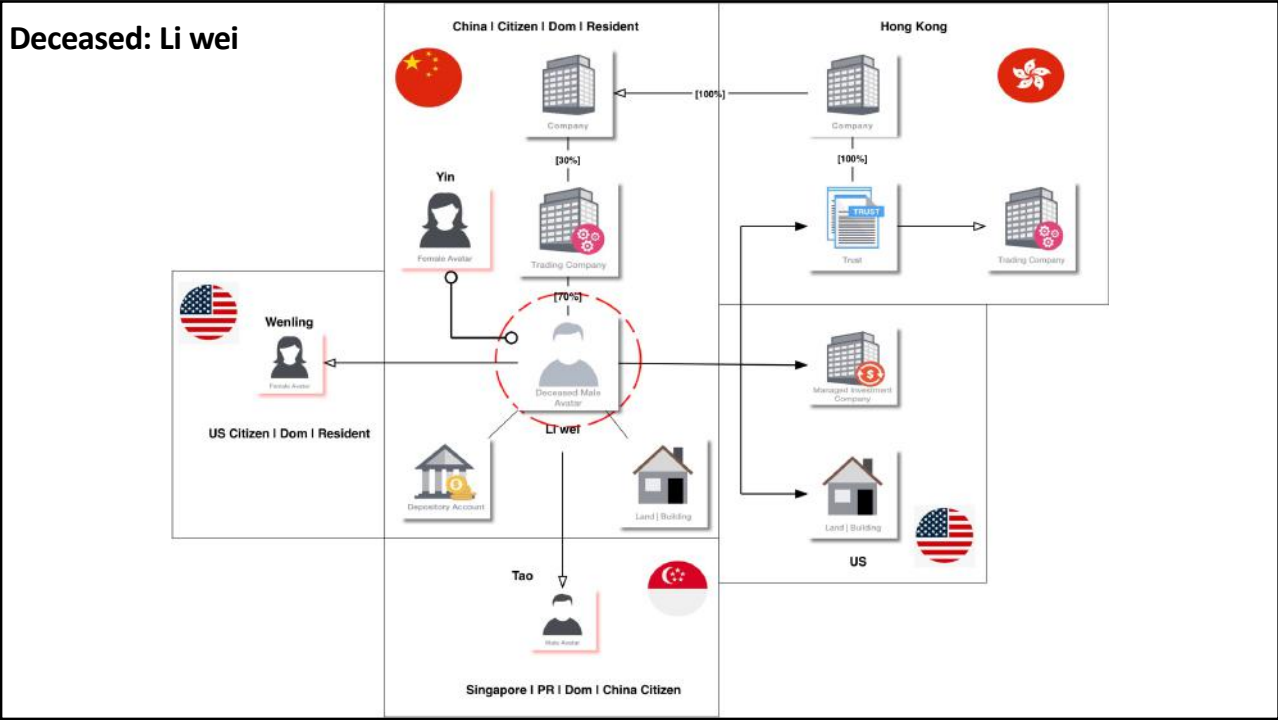 Deceased: Li wei
China I Citizen I Dom I Resident
Hong Kong
Company
[100%]
Company
[30%]
[100%]
Yin
Female Avatar
Trading Company
TRUST
Trust
Trading Company
[70%]
Wenling
Female Avatar
Deceased Male
Avatar
Managed Investment
Company
US Citizen I Dom I Resident
Li wei
Depository Account
Land | Building
Land | Building
US
Tao
Male Avatar
Singapore I PR I Dom I China Citizen